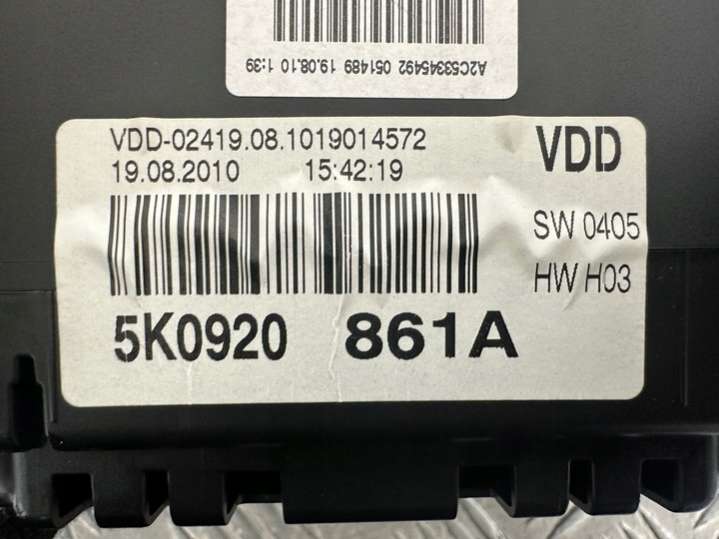 A2C53345492 051489 19.08.10 1:39
VDD-02419.08.1019014572
19.08.2010 15:42:19
VDD
SW 0405
HW H03
5K0920 861A